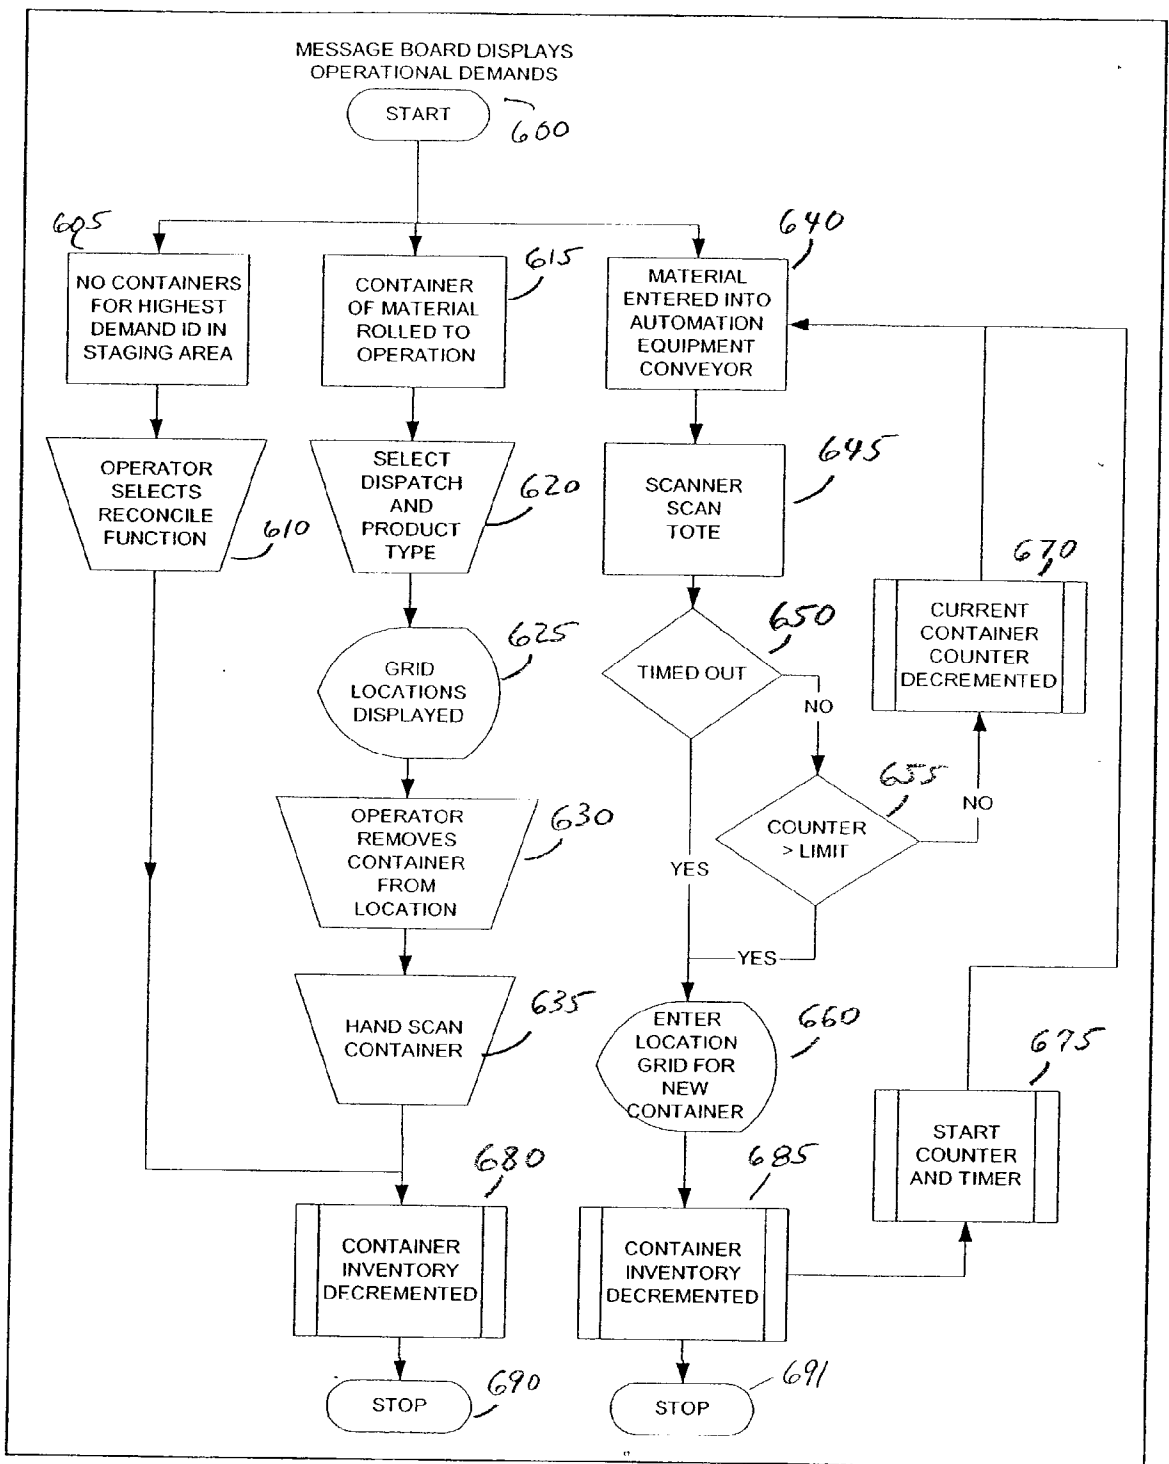 MESSAGE BOARD DISPLAYS
OPERATIONAL DEMANDS
START
600
605
NO CONTAINERS
FOR HIGHEST
DEMAND ID IN
STAGING AREA
OPERATOR
SELECTS
RECONCILE
FUNCTION
610
615
CONTAINER
OF MATERIAL
ROLLED TO
OPERATION
SELECT
DISPATCH
AND
PRODUCT
TYPE
620
GRID
LOCATIONS
DISPLAYED
625
OPERATOR
REMOVES
CONTAINER
FROM
LOCATION
630
HAND SCAN
CONTAINER
635
680
CONTAINER
INVENTORY
DECREMENTED
STOP
690
640
MATERIAL
ENTERED INTO
AUTOMATION
EQUIPMENT
CONVEYOR
645
SCANNER
SCAN
TOTE
650
TIMED OUT
NO
YES
655
COUNTER
> LIMIT
NO
YES
670
CURRENT
CONTAINER
COUNTER
DECREMENTED
660
ENTER
LOCATION
GRID FOR
NEW
CONTAINER
685
CONTAINER
INVENTORY
DECREMENTED
675
START
COUNTER
AND TIMER
STOP
691